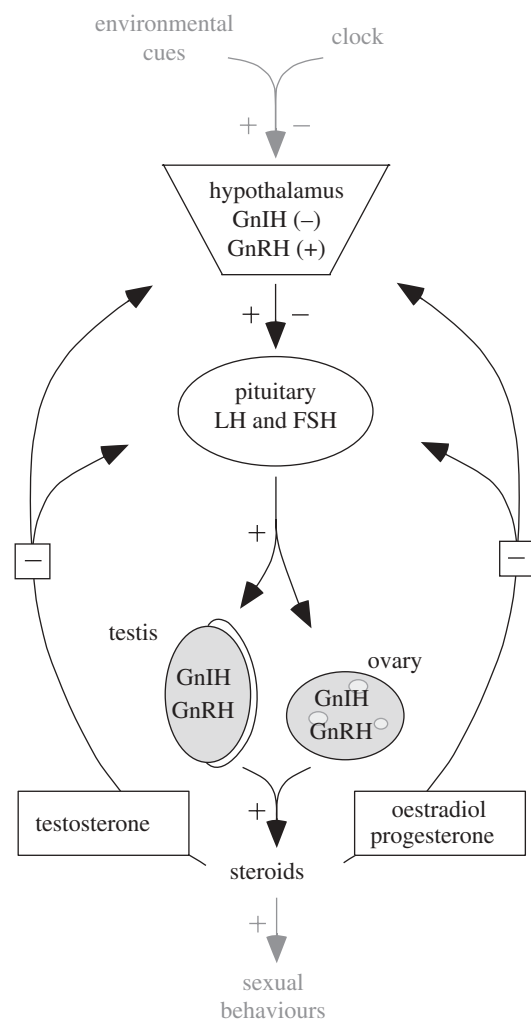 environmental
cues
clock
+ −
hypothalamus
GnIH (–)
GnRH (+)
+ −
pituitary
LH and FSH
+
−
−
testis
ovary
GnIH
GnRH
GnIH
GnRH
+
testosterone
oestradiol
progesterone
steroids
+
sexual
behaviours